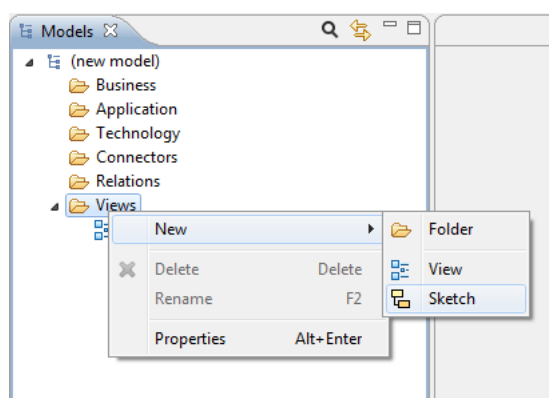 Models
(new model)
Business
Application
Technology
Connectors
Relations
Views
New
Folder
Delete Delete
View
Rename F2
Sketch
Properties Alt+Enter